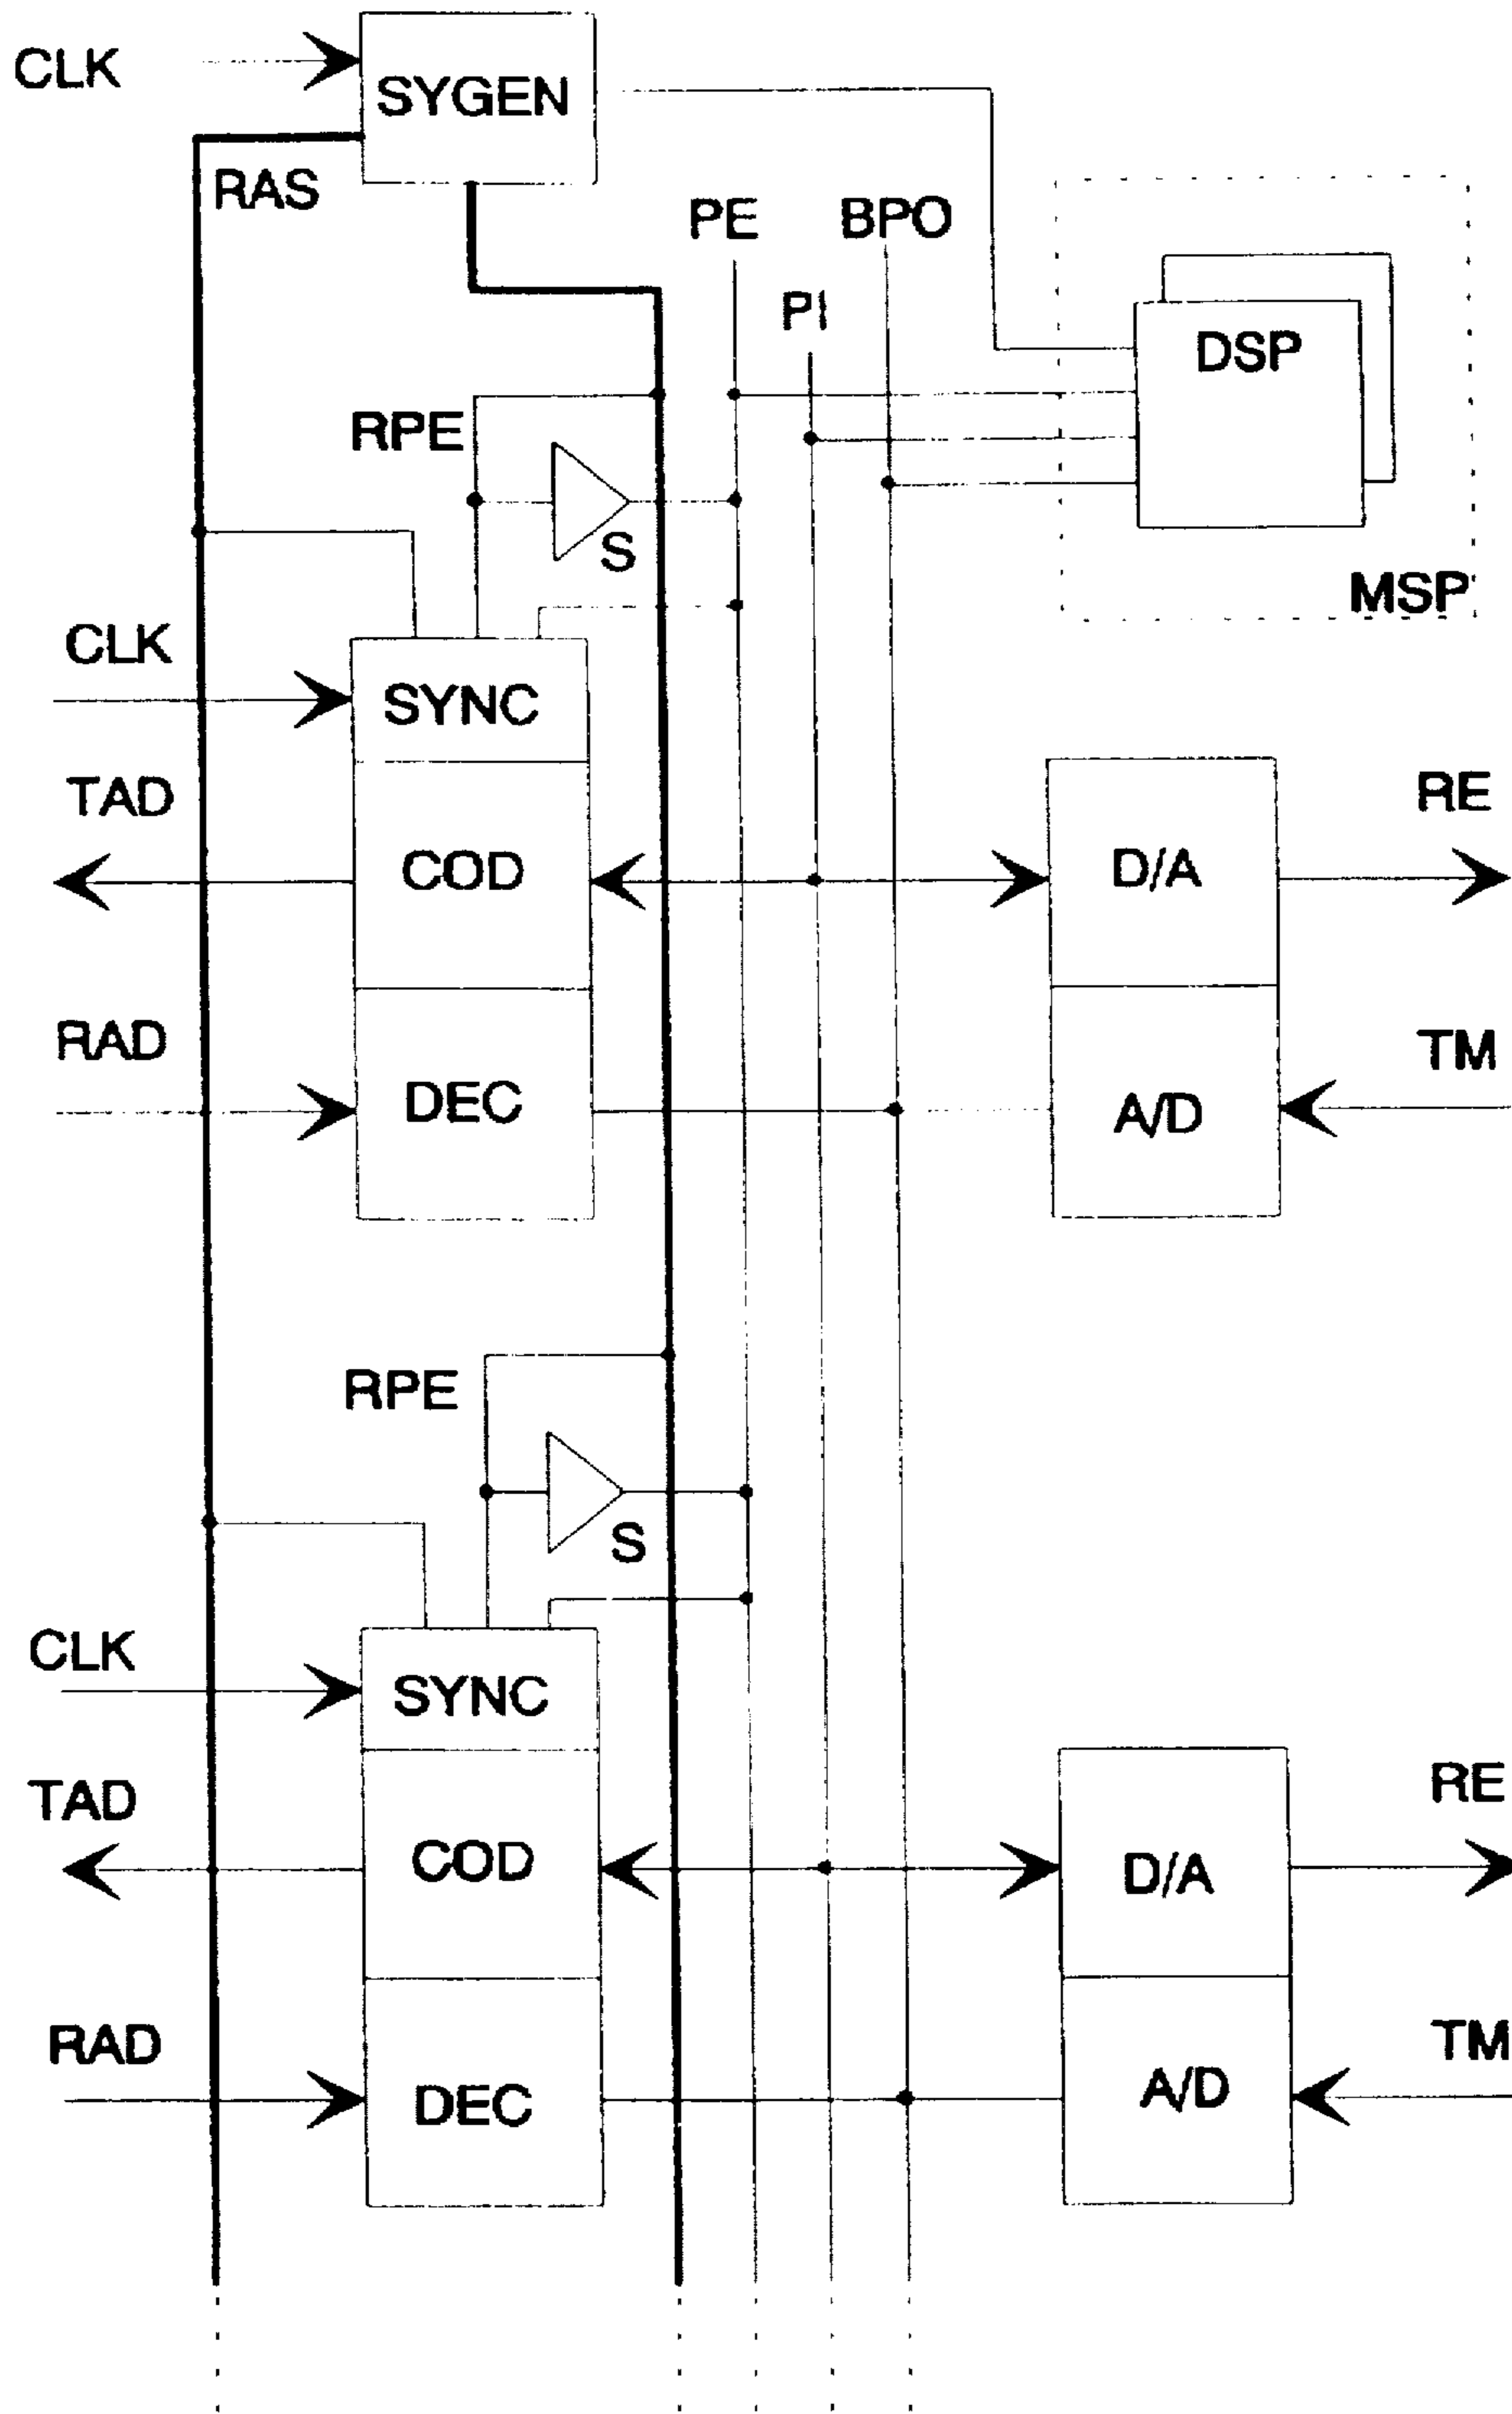 CLK
SYGEN
RAS
PE
BPO
PI
DSP
RPE
S
MSP
CLK
SYNC
TAD
RE
COD
D/A
RAD
TM
DEC
A/D
RPE
S
CLK
SYNC
TAD
RE
COD
D/A
RAD
TM
DEC
A/D